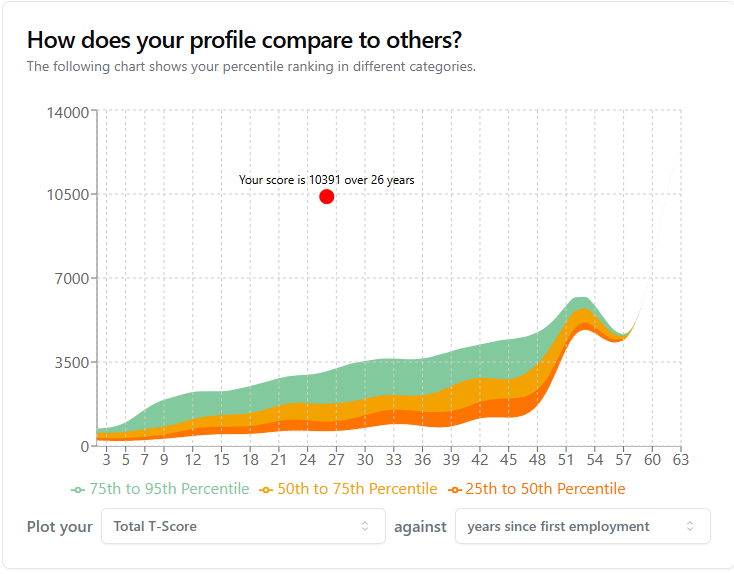 How does your profile compare to others?
The following chart shows your percentile ranking in different categories.
14000
Your score is 10391 over 26 years
10500
7000
3500
0
3 5 7 9 12 15 18 21 24 27 30 33 36 39 42 45 48 51 54 57 60 63
75th to 95th Percentile 50th to 75th Percentile 25th to 50th Percentile
Plot your Total T-Score against years since first employment